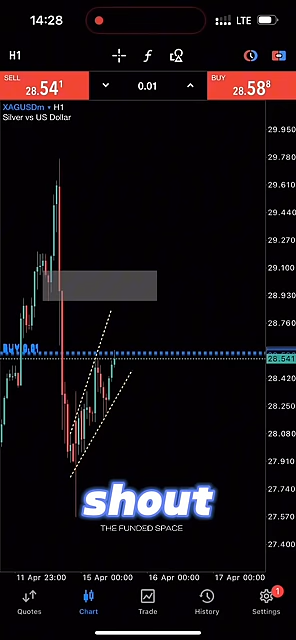 14:28
LTE
H1
SELL
28.54¹
0.01
BUY
28.58⁸
XAGUSDm • H1
Silver vs US Dollar
29.950
29.780
29.610
29.440
29.270
29.100
28.930
28.760
BUY 0.01
28.541
28.420
28.250
28.080
27.910
27.740
27.570
27.400
shout
THE FUNDED SPACE
11 Apr 23:00
15 Apr 00:00
16 Apr 00:00
17 Apr 00:00
1
Quotes
Chart
Trade
History
Settings